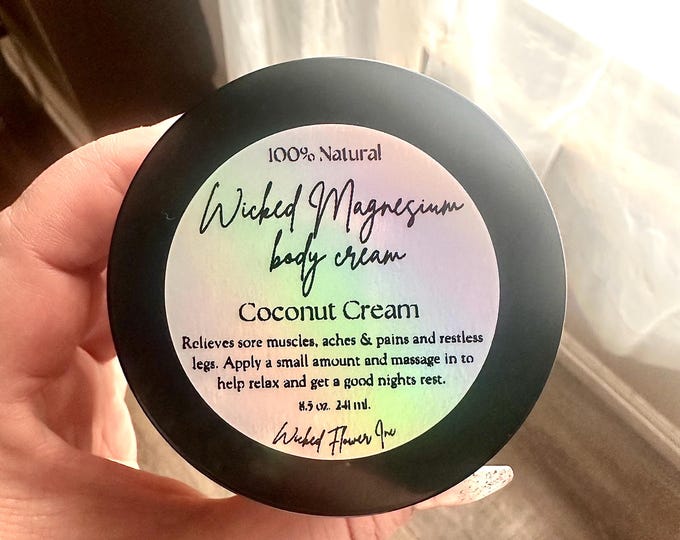 100% Natural
Wicked Magnesium
body cream
Coconut Cream
Relieves sore muscles, aches & pains and restless
legs. Apply a small amount and massage in to
help relax and get a good nights rest.
8.5 oz. 241 ml.
Wicked Flower Inc